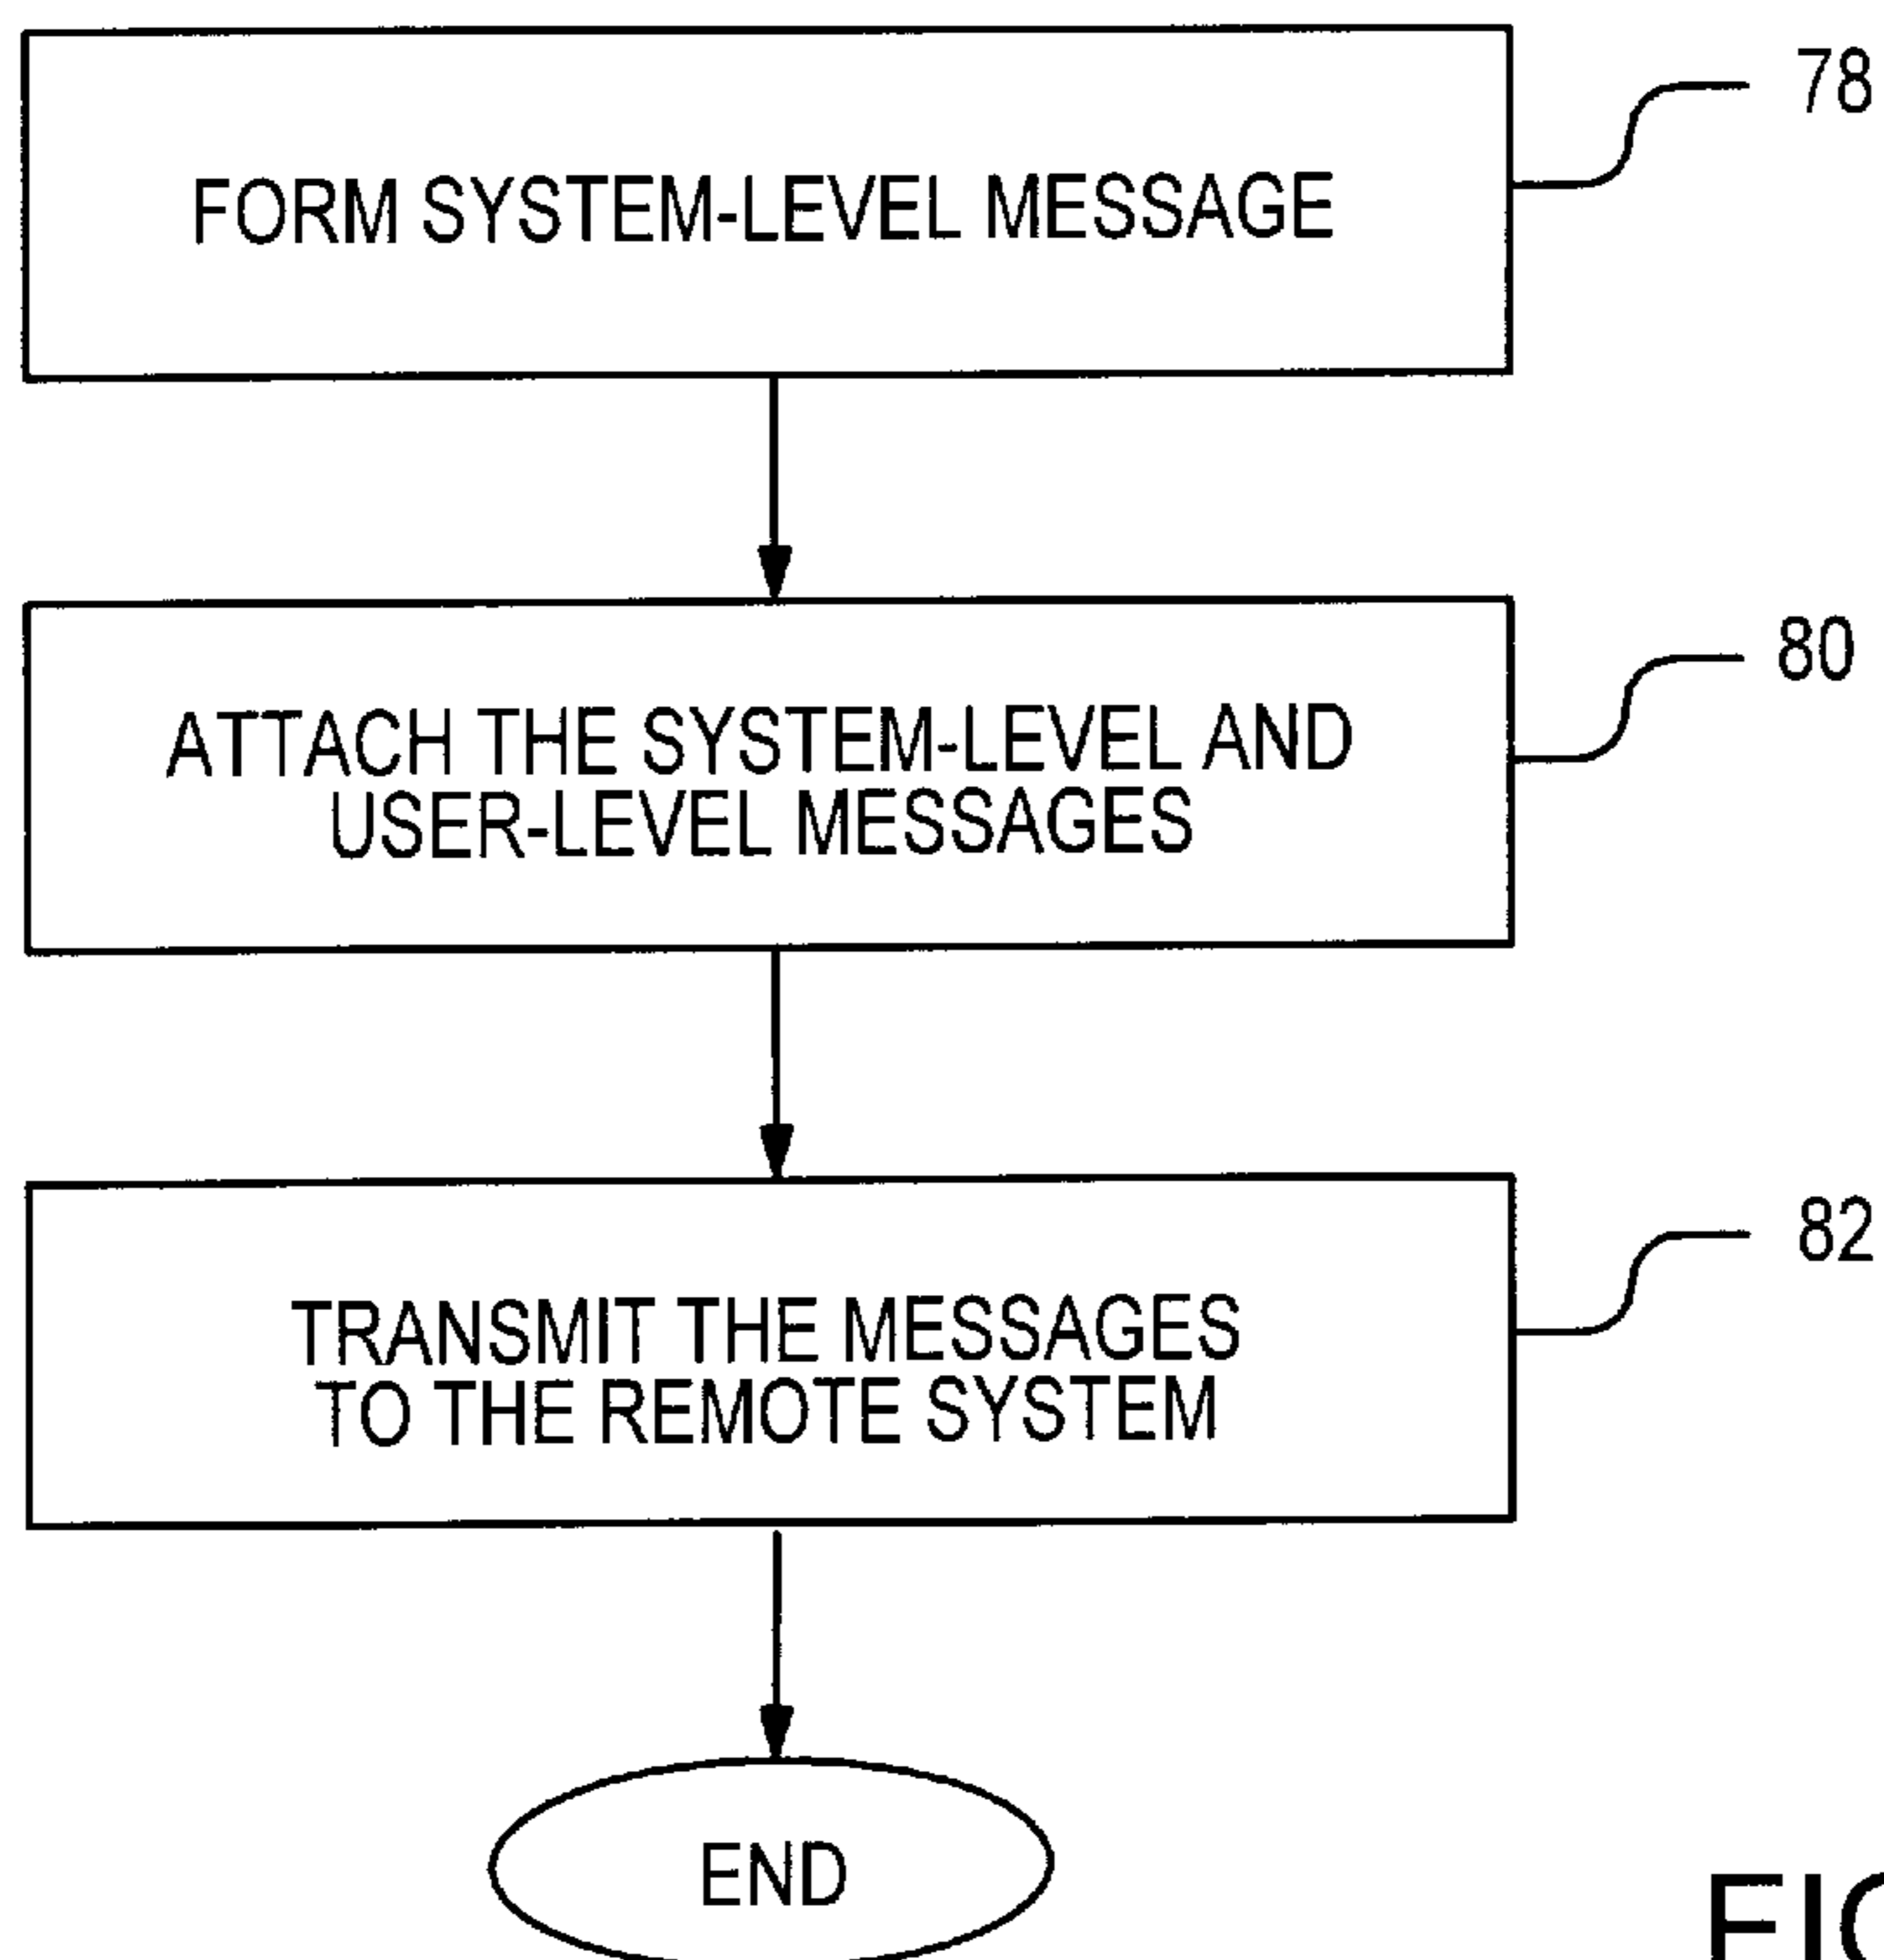 78
FORM SYSTEM-LEVEL MESSAGE
80
ATTACH THE SYSTEM-LEVEL AND
USER-LEVEL MESSAGES
82
TRANSMIT THE MESSAGES
TO THE REMOTE SYSTEM
END